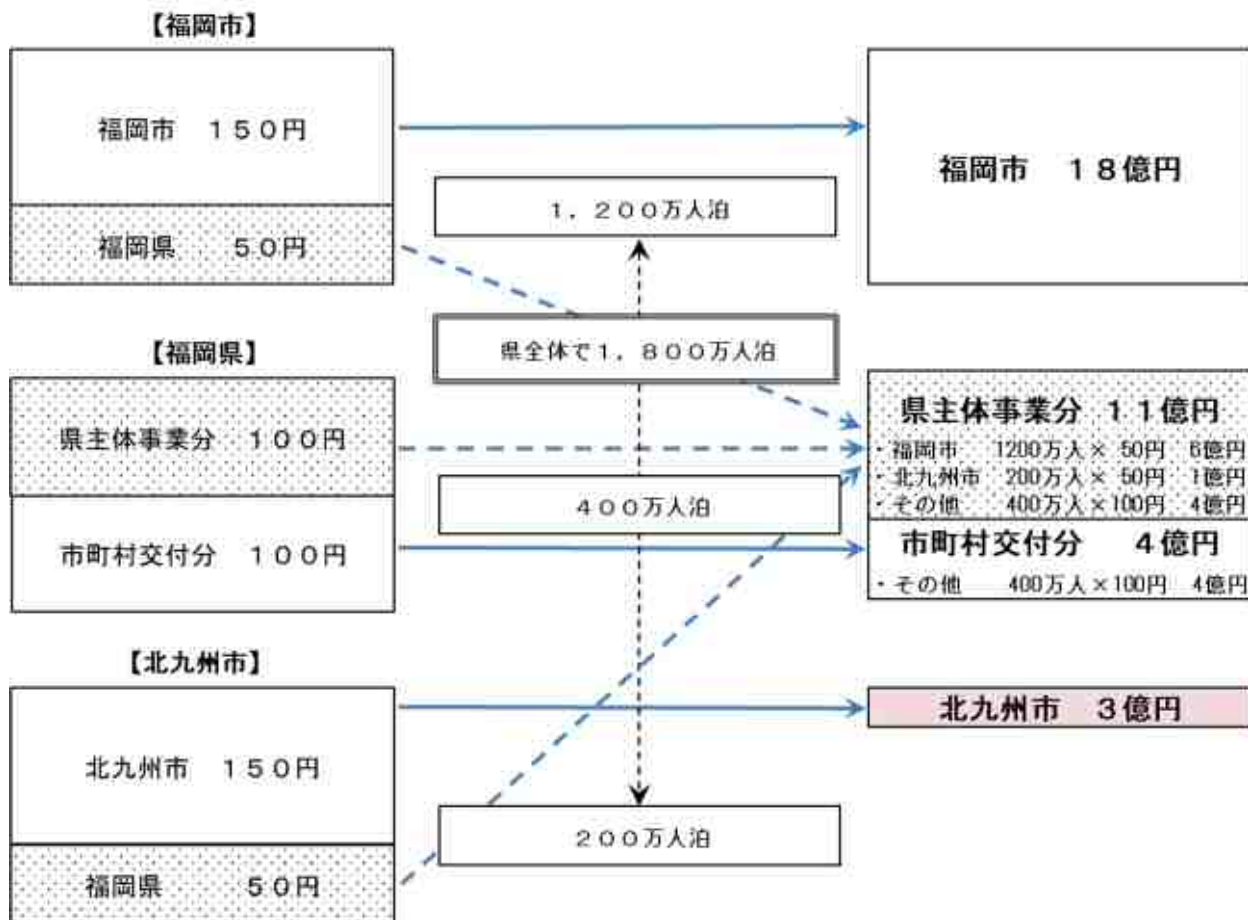 【福岡市】
福岡市　１５０円
福岡県　　５０円
１，２００万人泊
福岡市　１８億円
県全体で１，８００万人泊
【福岡県】
県主体事業分　１００円
市町村交付分　１００円
４００万人泊
県主体事業分　１１億円
・福岡市　1200万人× 50円　6億円
・北九州市　200万人× 50円　1億円
・その他　400万人×100円　4億円
市町村交付分　４億円
・その他　400万人×100円　4億円
【北九州市】
北九州市　１５０円
福岡県　　５０円
２００万人泊
北九州市　３億円